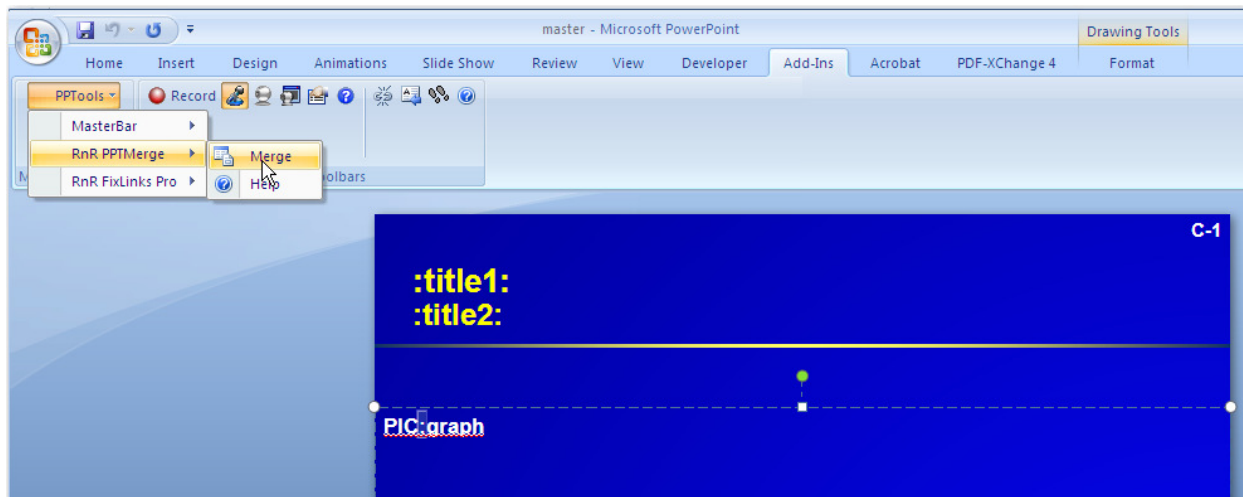 master - Microsoft PowerPoint
Drawing Tools
Home Insert Design Animations Slide Show Review View Developer Add-Ins Acrobat PDF-XChange 4 Format
PPTools Record
MasterBar
RnR PPTMerge Merge
RnR FixLinks Pro Help
olbars
C-1
:title1:
:title2:
PIC:graph